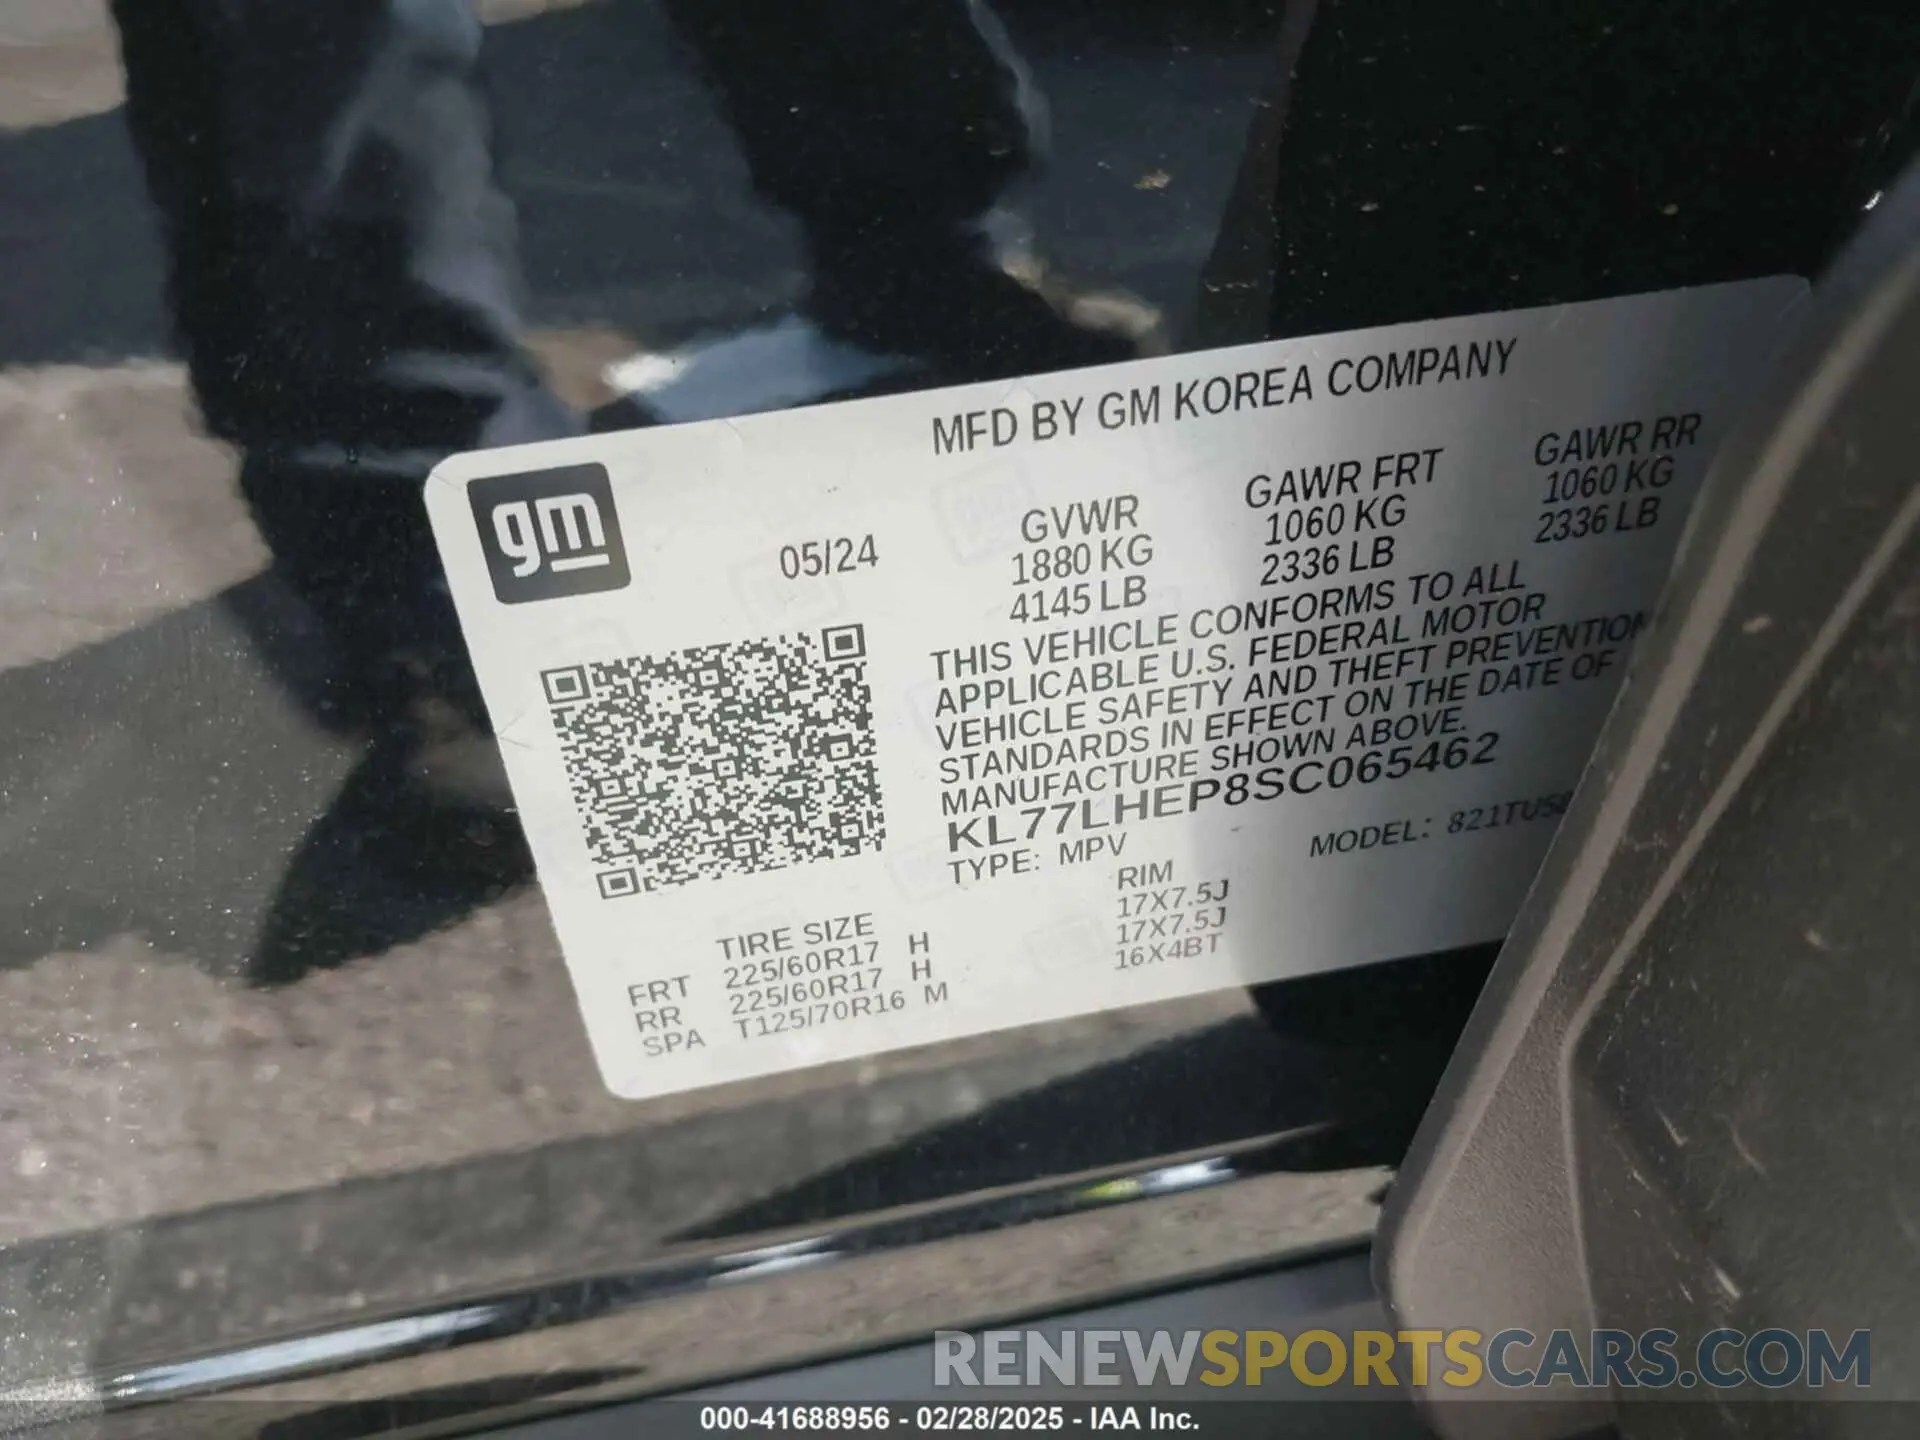 MFD BY GM KOREA COMPANY
gm
05/24
GVWR GAWR FRT GAWR RR
1880 KG 1060 KG 1060 KG
4145 LB 2336 LB 2336 LB
THIS VEHICLE CONFORMS TO ALL
APPLICABLE U.S. FEDERAL MOTOR
VEHICLE SAFETY AND THEFT PREVENTION
STANDARDS IN EFFECT ON THE DATE OF
MANUFACTURE SHOWN ABOVE.
KL77LHEP8SC065462
TYPE: MPV MODEL:
TIRE SIZE RIM
FRT 225/60R17 H 17X7.5J
RR 225/60R17 H 17X7.5J
SPA T125/70R16 M 16X4BT
RENEWSPORTSCARS.COM
000-41688956 - 02/28/2025 - IAA Inc.